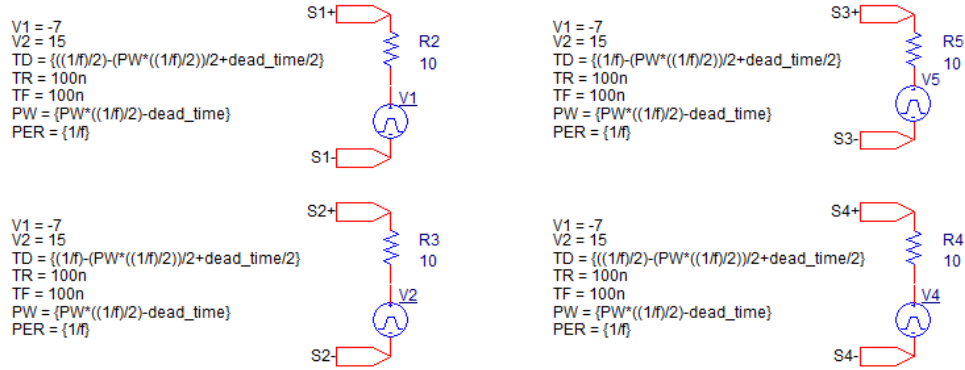 S1+
V1 = -7
V2 = 15
TD = {((1/f)/2)-(PW*((1/f)/2))/2+dead_time/2}
TR = 100n
TF = 100n
PW = {PW*((1/f)/2)-dead_time}
PER = {1/f}
R2
10
V1
S1-
S3+
V1 = -7
V2 = 15
TD = {(1/f)-(PW*((1/f)/2))/2+dead_time/2}
TR = 100n
TF = 100n
PW = {PW*((1/f)/2)-dead_time}
PER = {1/f}
R5
10
V5
S3-
S2+
V1 = -7
V2 = 15
TD = {(1/f)-(PW*((1/f)/2))/2+dead_time/2}
TR = 100n
TF = 100n
PW = {PW*((1/f)/2)-dead_time}
PER = {1/f}
R3
10
V2
S2-
S4+
V1 = -7
V2 = 15
TD = {((1/f)/2)-(PW*((1/f)/2))/2+dead_time/2}
TR = 100n
TF = 100n
PW = {PW*((1/f)/2)-dead_time}
PER = {1/f}
R4
10
V4
S4-